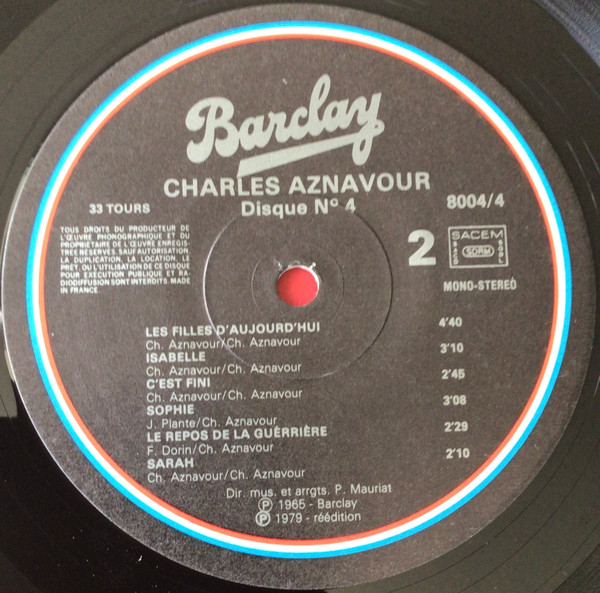 Barclay
CHARLES AZNAVOUR
Disque Nº 4
33 TOURS
8004/4
TOUS DROITS DU PRODUCTEUR DE
L'ŒUVRE PHONOGRAPHIQUE ET DU
PROPRIÉTAIRE DE L'ŒUVRE ENREGIS-
TRÉE RÉSERVÉS SAUF AUTORISATION,
LA DUPLICATION, LA LOCATION, LE
PRÊT, OU L'UTILISATION DE CE DISQUE
POUR EXÉCUTION PUBLIQUE ET RA-
DIODIFFUSION SONT INTERDITS. MADE
IN FRANCE.
2
SACEM
SACD
SDRM
SGDL
MONO-STEREO
LES FILLES D'AUJOURD'HUI 4'40
Ch. Aznavour/Ch. Aznavour
ISABELLE 3'10
Ch. Aznavour/Ch. Aznavour
C'EST FINI 2'45
Ch. Aznavour/Ch. Aznavour
SOPHIE 3'08
J. Plante/Ch. Aznavour
LE REPOS DE LA GUÉRRIÈRE 2'29
F. Dorin/Ch. Aznavour
SARAH 2'10
Ch. Aznavour/Ch. Aznavour
Dir. mus. et arrgts. P. Mauriat
Ⓟ 1965 - Barclay
Ⓟ 1979 - réédition